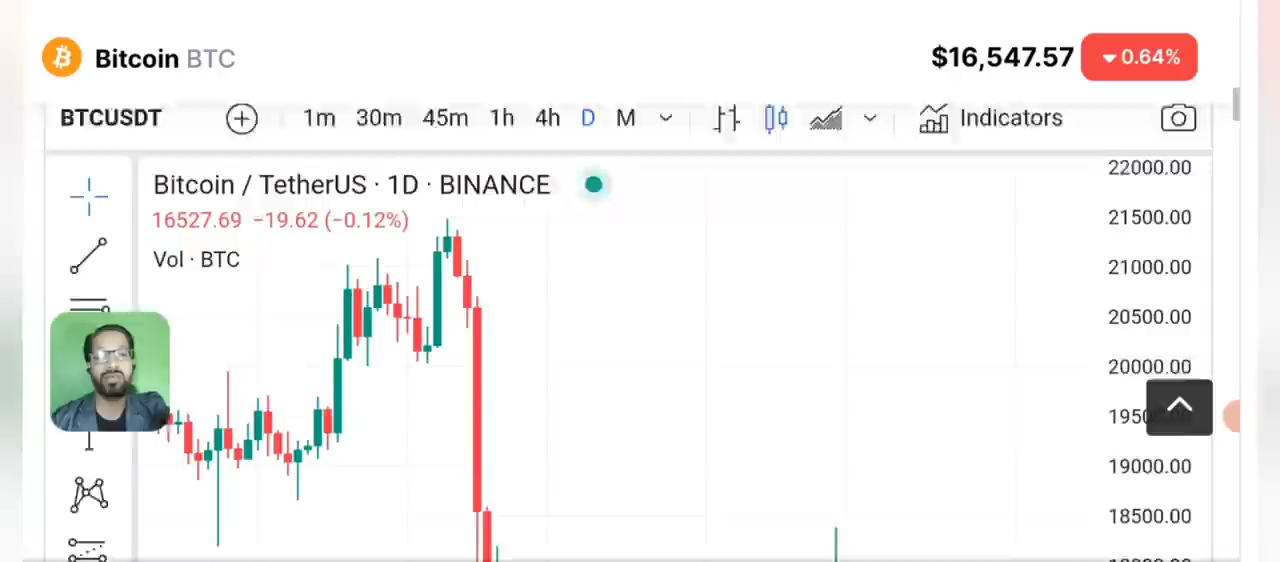 Bitcoin BTC
$16,547.57
0.64%
BTCUSDT
1m 30m 45m 1h 4h D M
Indicators
Bitcoin / TetherUS · 1D · BINANCE
16527.69 −19.62 (−0.12%)
Vol · BTC
22000.00
21500.00
21000.00
20500.00
20000.00
19000.00
18500.00